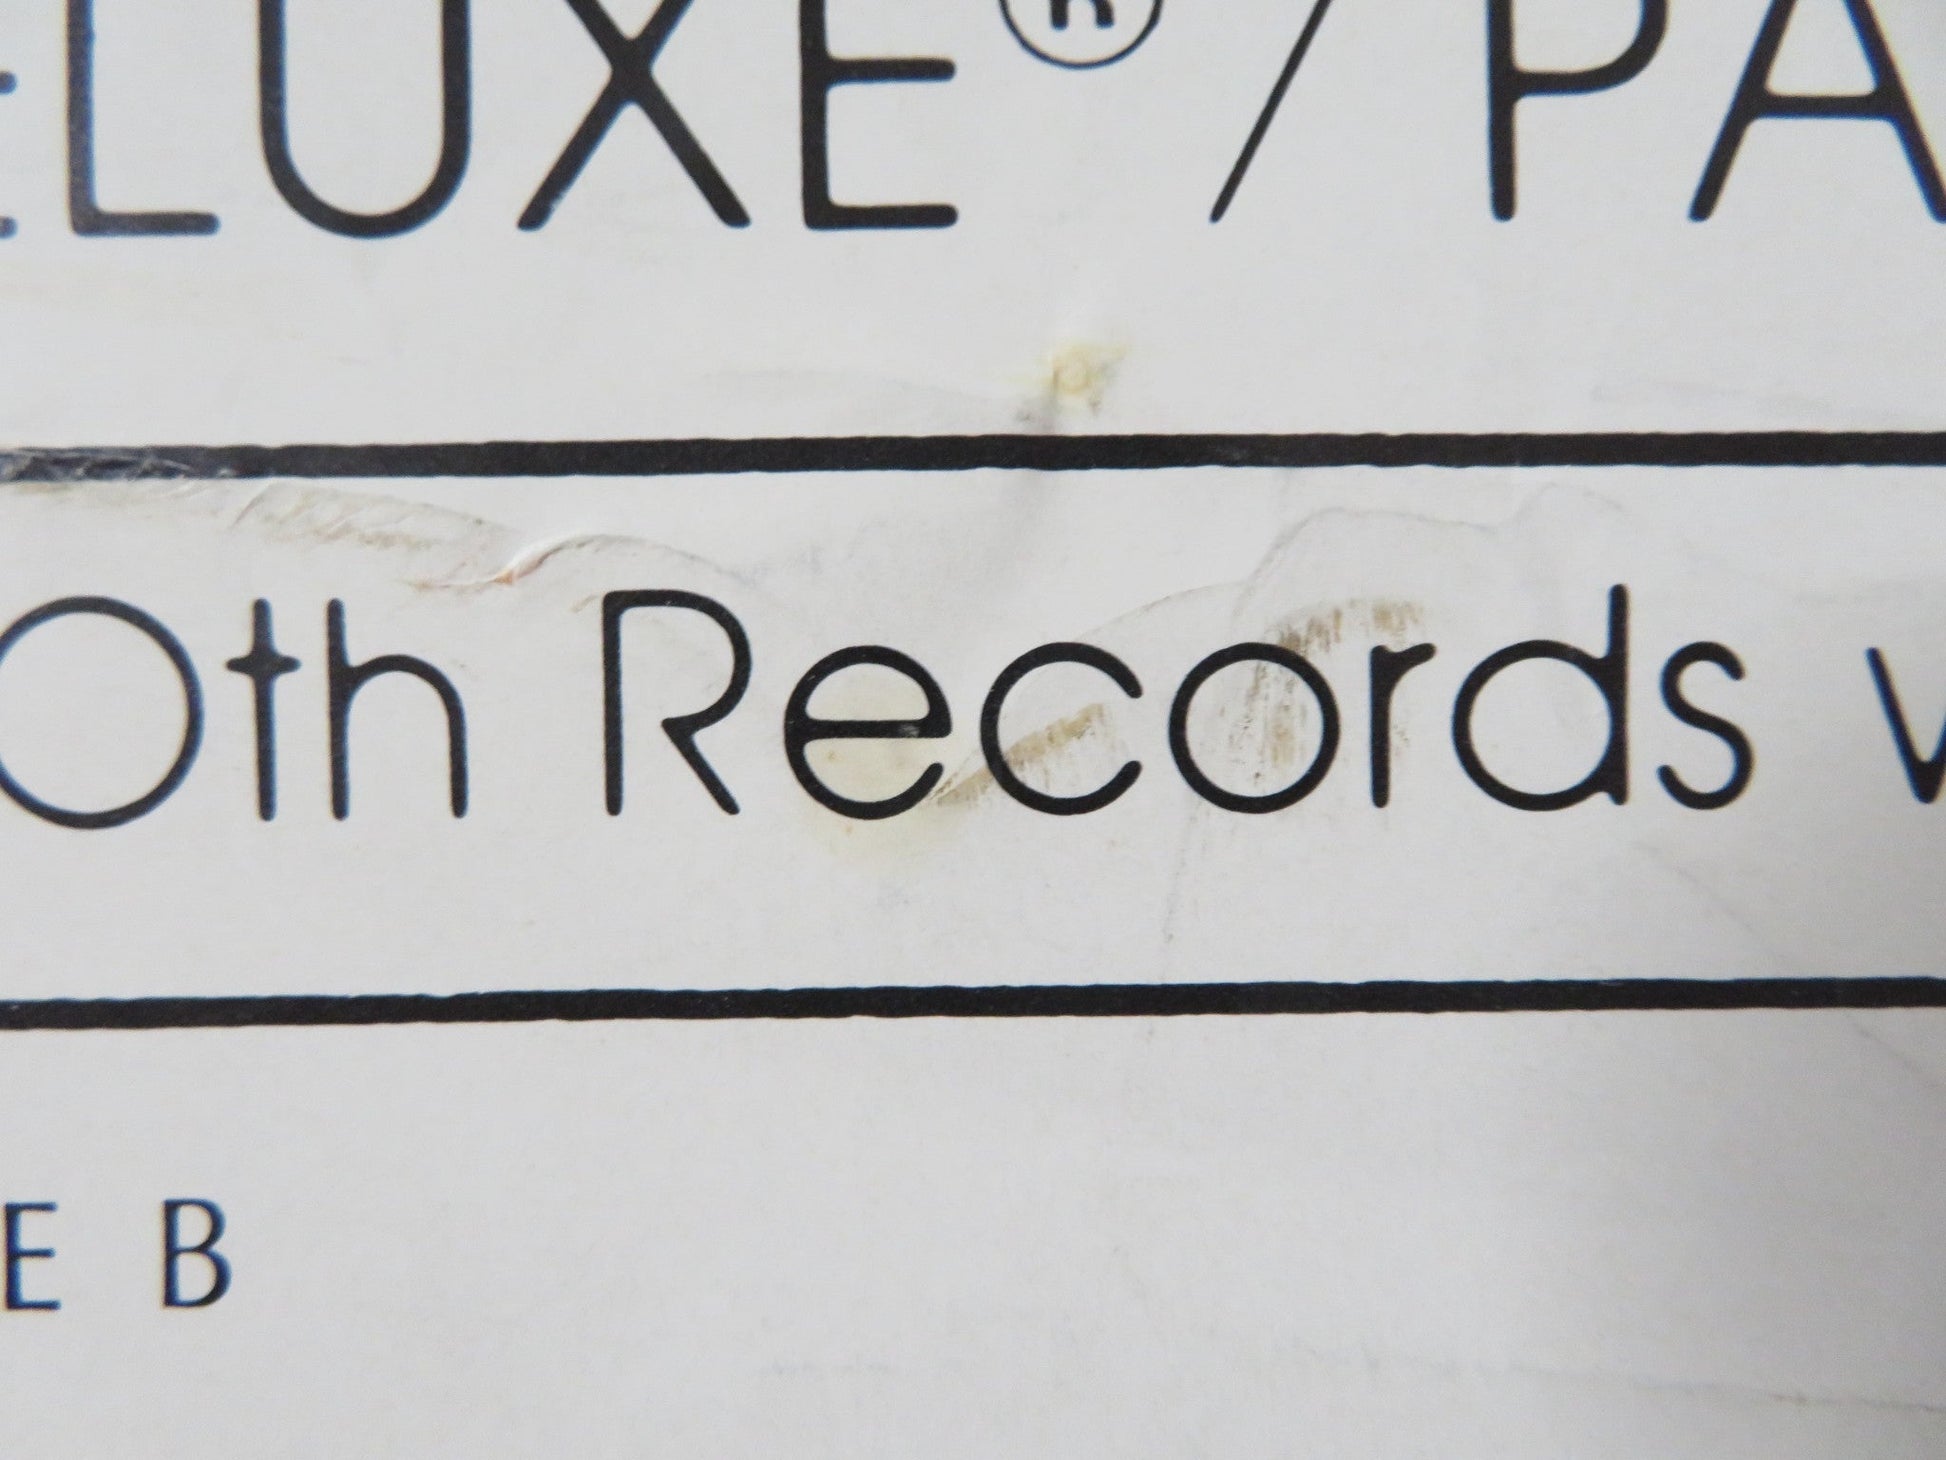 ELUXE® / PA
0th Records w
E B